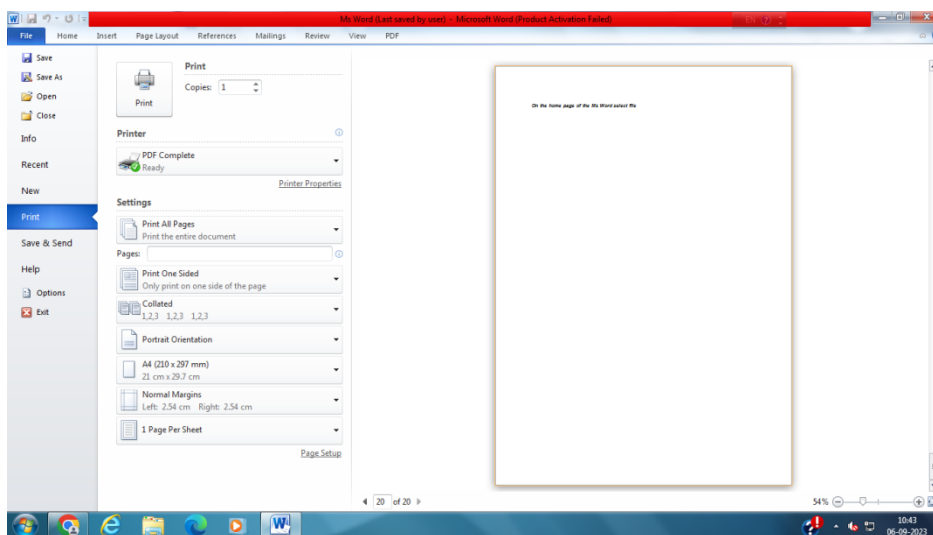 Ms Word (Last saved by user) - Microsoft Word (Product Activation Failed)
File Home Insert Page Layout References Mailings Review View PDF
Save
Save As
Open
Close
Info
Recent
New
Print
Save & Send
Help
Options
Exit
Print
Print
Copies: 1
Printer
PDF Complete
Ready
Printer Properties
Settings
Print All Pages
Print the entire document
Pages:
Print One Sided
Only print on one side of the page
Collated
1,2,3 1,2,3 1,2,3
Portrait Orientation
A4 (210 x 297 mm)
21 cm x 29.7 cm
Normal Margins
Left: 2.54 cm Right: 2.54 cm
1 Page Per Sheet
Page Setup
On the home page of the Ms Word select file
20 of 20
54%
10:43
06-09-2023